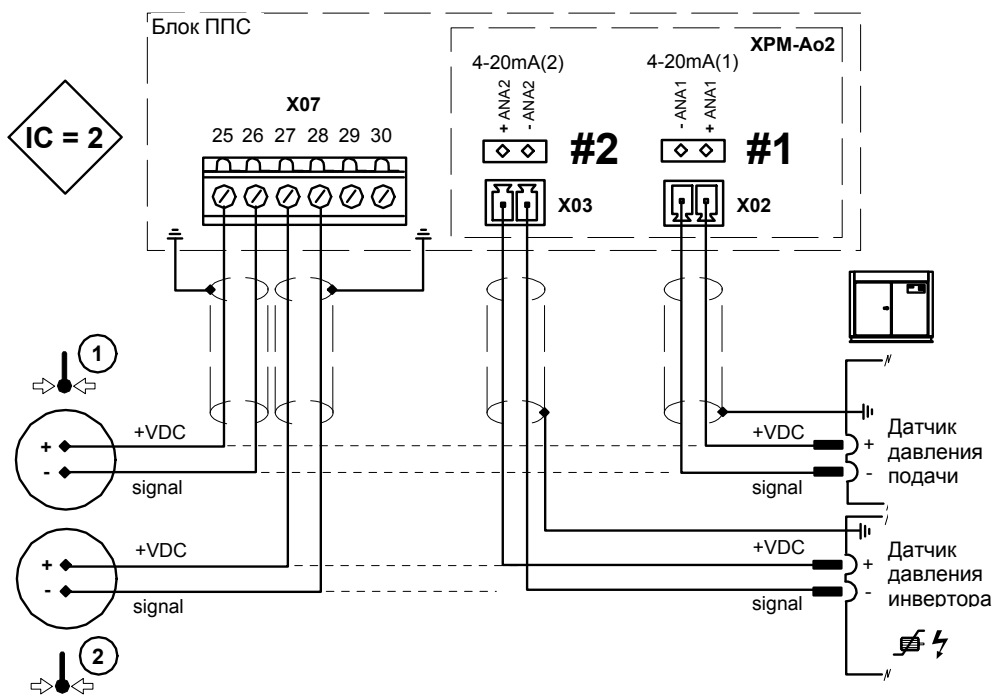 Блок ППС
XPM-Ao2
4-20mA(2)
4-20mA(1)
+ ANA2
- ANA2
- ANA1
+ ANA1
X07
IC = 2
25 26 27 28 29 30
#2
#1
X03
X02
1
+VDC
+
-
signal
+VDC
+
-
signal
Датчик
давления
подачи
+VDC
+
-
signal
2
+VDC
+
-
signal
Датчик
давления
инвертора